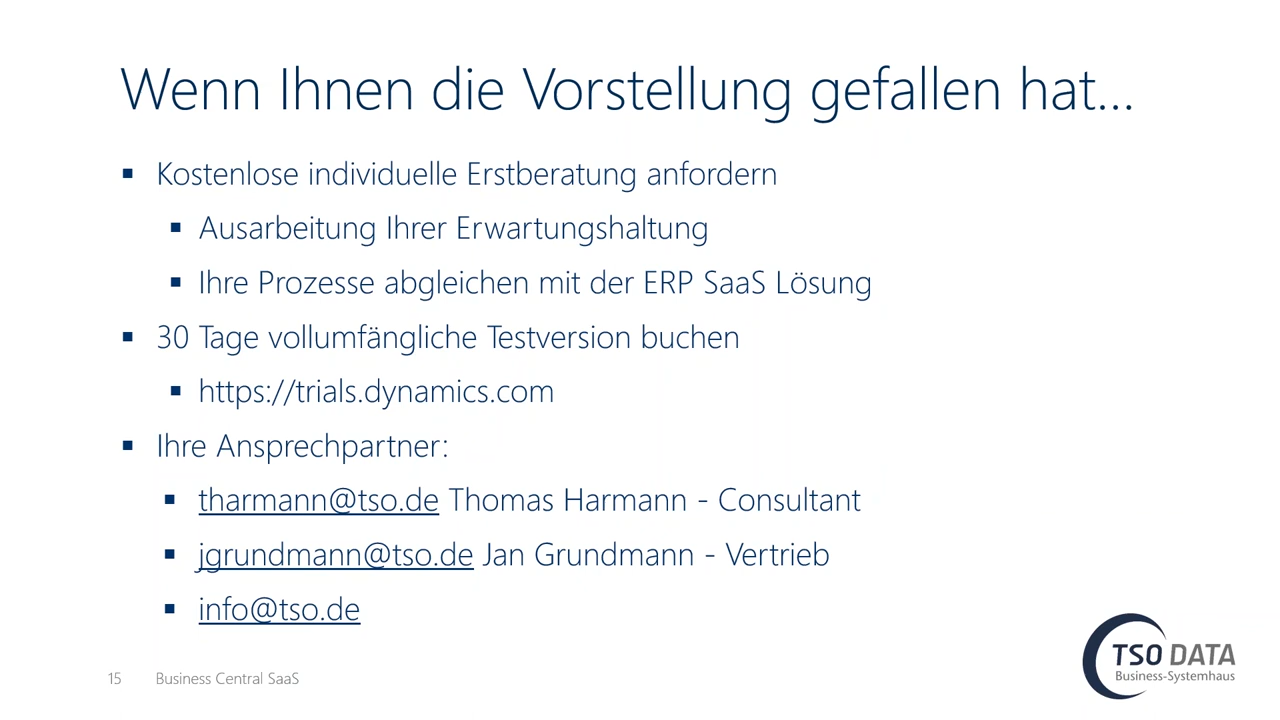 Wenn Ihnen die Vorstellung gefallen hat...
▪ Kostenlose individuelle Erstberatung anfordern
▪ Ausarbeitung Ihrer Erwartungshaltung
▪ Ihre Prozesse abgleichen mit der ERP SaaS Lösung
▪ 30 Tage vollumfängliche Testversion buchen
▪ https://trials.dynamics.com
▪ Ihre Ansprechpartner:
▪ tharmann@tso.de Thomas Harmann - Consultant
▪ jgrundmann@tso.de Jan Grundmann - Vertrieb
▪ info@tso.de
15 Business Central SaaS
TSO DATA
Business-Systemhaus